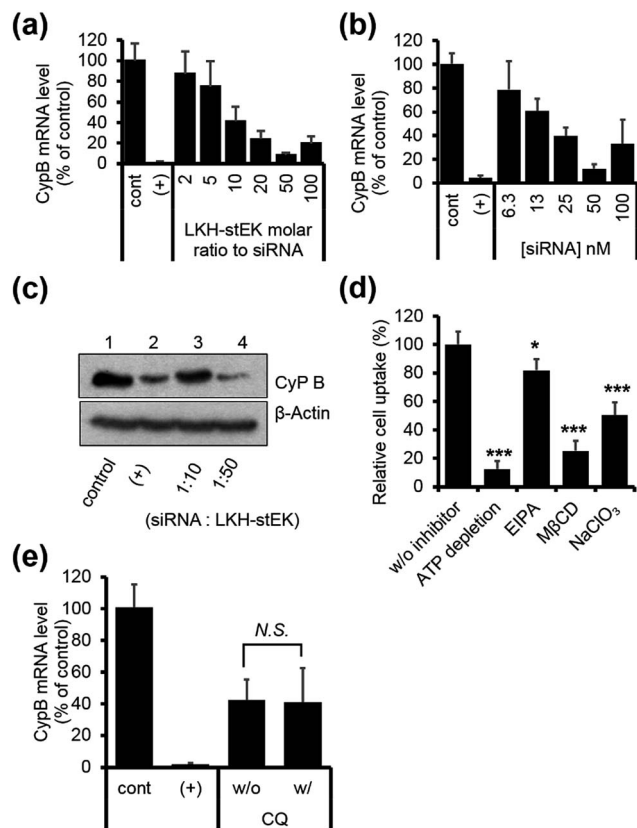 (a)
CypB mRNA level
(% of control)
120
100
80
60
40
20
0
cont
(+)
2
5
10
20
50
100
LKH-stEK molar
ratio to siRNA
(b)
CypB mRNA level
(% of control)
120
100
80
60
40
20
0
cont
(+)
6.3
13
25
50
100
[siRNA] nM
(c)
1 2 3 4
CyP B
β-Actin
control
(+)
1:10
1:50
(siRNA : LKH-stEK)
(d)
Relative cell uptake (%)
120
100
80
60
40
20
0
***
*
***
***
w/o inhibitor
ATP depletion
EIPA
MβCD
NaClO₃
(e)
CypB mRNA level
(% of control)
120
100
80
60
40
20
0
N.S.
cont
(+)
w/o
w/
CQ